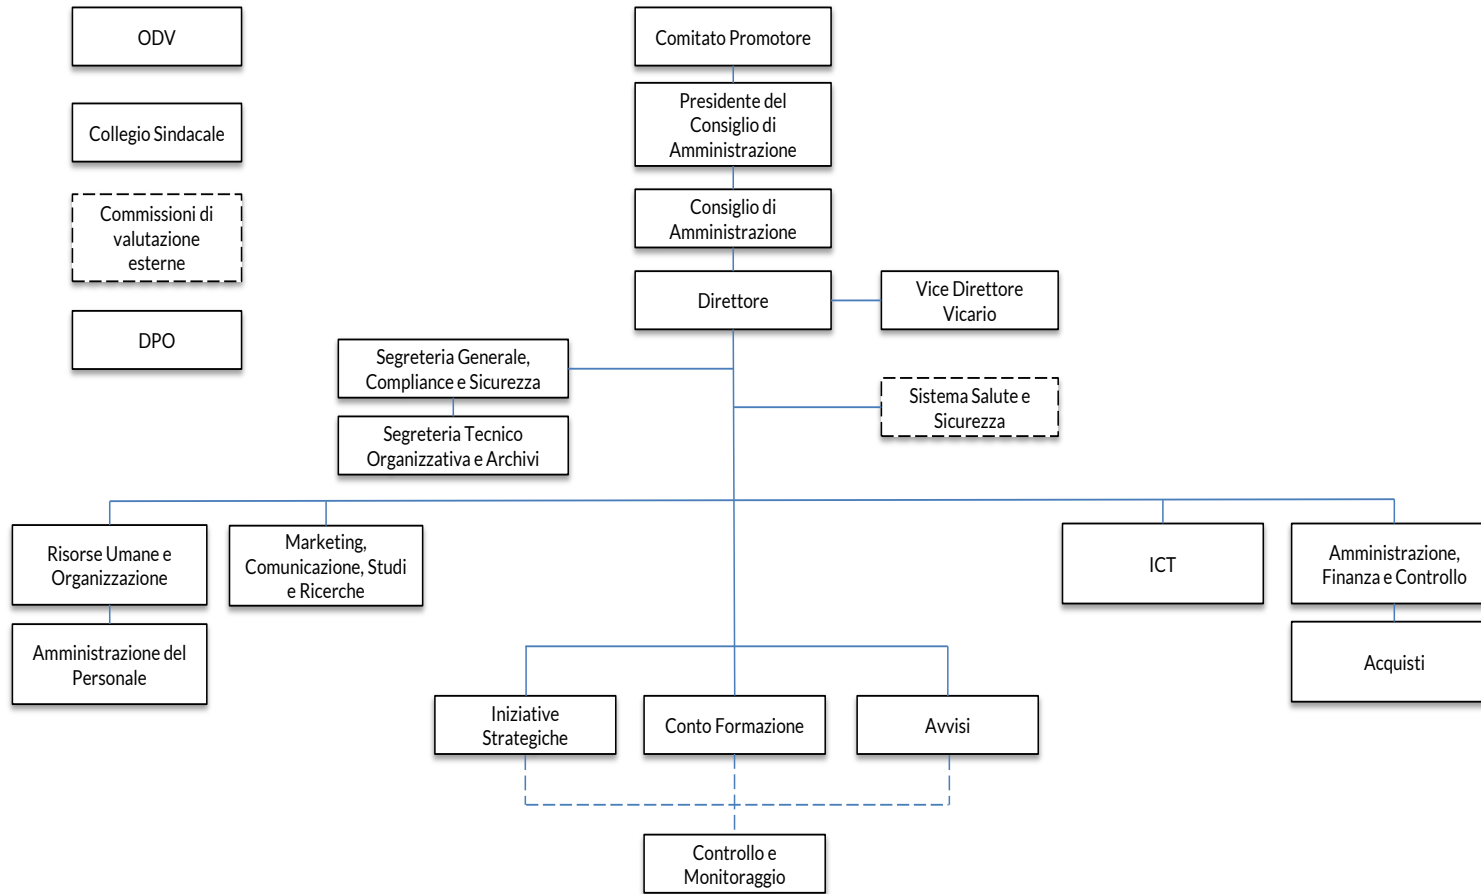 ODV
Comitato Promotore
Presidente del
Consiglio di
Amministrazione
Collegio Sindacale
Commissioni di
valutazione
esterne
Consiglio di
Amministrazione
Direttore
Vice Direttore
Vicario
DPO
Segreteria Generale,
Compliance e Sicurezza
Sistema Salute e
Sicurezza
Segreteria Tecnico
Organizzativa e Archivi
Risorse Umane e
Organizzazione
Marketing,
Comunicazione, Studi
e Ricerche
ICT
Amministrazione,
Finanza e Controllo
Amministrazione del
Personale
Acquisti
Iniziative
Strategiche
Conto Formazione
Avvisi
Controllo e
Monitoraggio